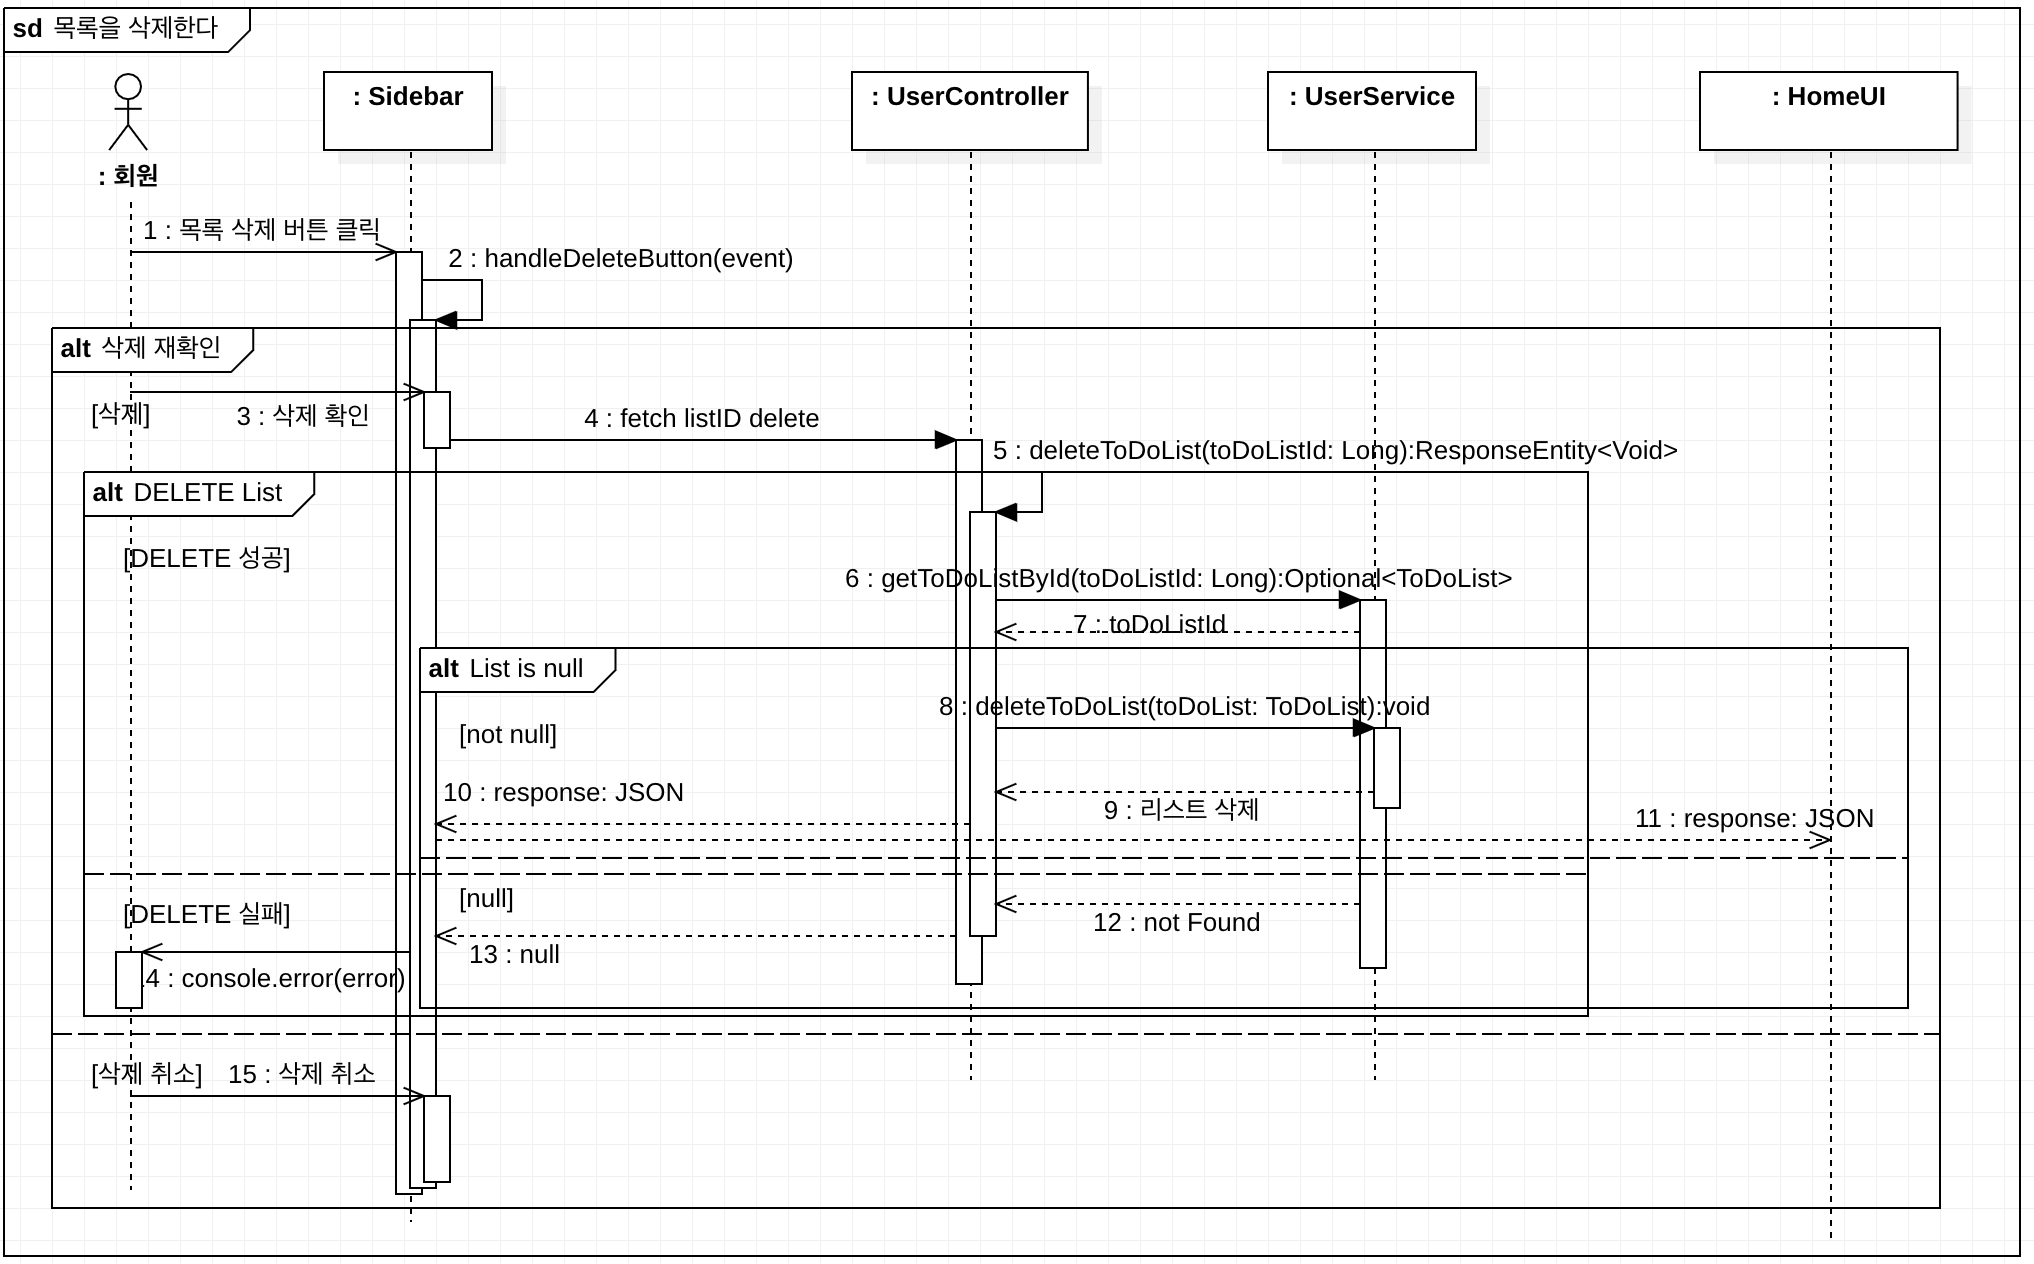 sd 목록을 삭제한다
: 회원
: Sidebar
: UserController
: UserService
: HomeUI
1 : 목록 삭제 버튼 클릭
2 : handleDeleteButton(event)
alt 삭제 재확인
[삭제]
3 : 삭제 확인
4 : fetch listID delete
5 : deleteToDoList(toDoListId: Long):ResponseEntity<Void>
alt DELETE List
[DELETE 성공]
6 : getToDoListById(toDoListId: Long):Optional<ToDoList>
7 : toDoListId
alt List is null
8 : deleteToDoList(toDoList: ToDoList):void
[not null]
10 : response: JSON
9 : 리스트 삭제
11 : response: JSON
[null]
[DELETE 실패]
12 : not Found
13 : null
14 : console.error(error)
[삭제 취소]
15 : 삭제 취소